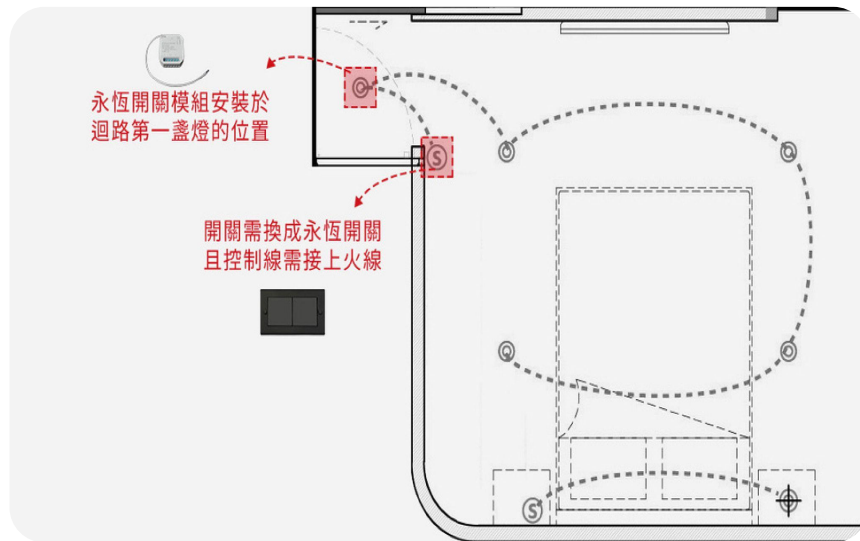 永恆開關模組安裝於
迴路第一盞燈的位置
S
開關需換成永恆開關
且控制線需接上火線
S